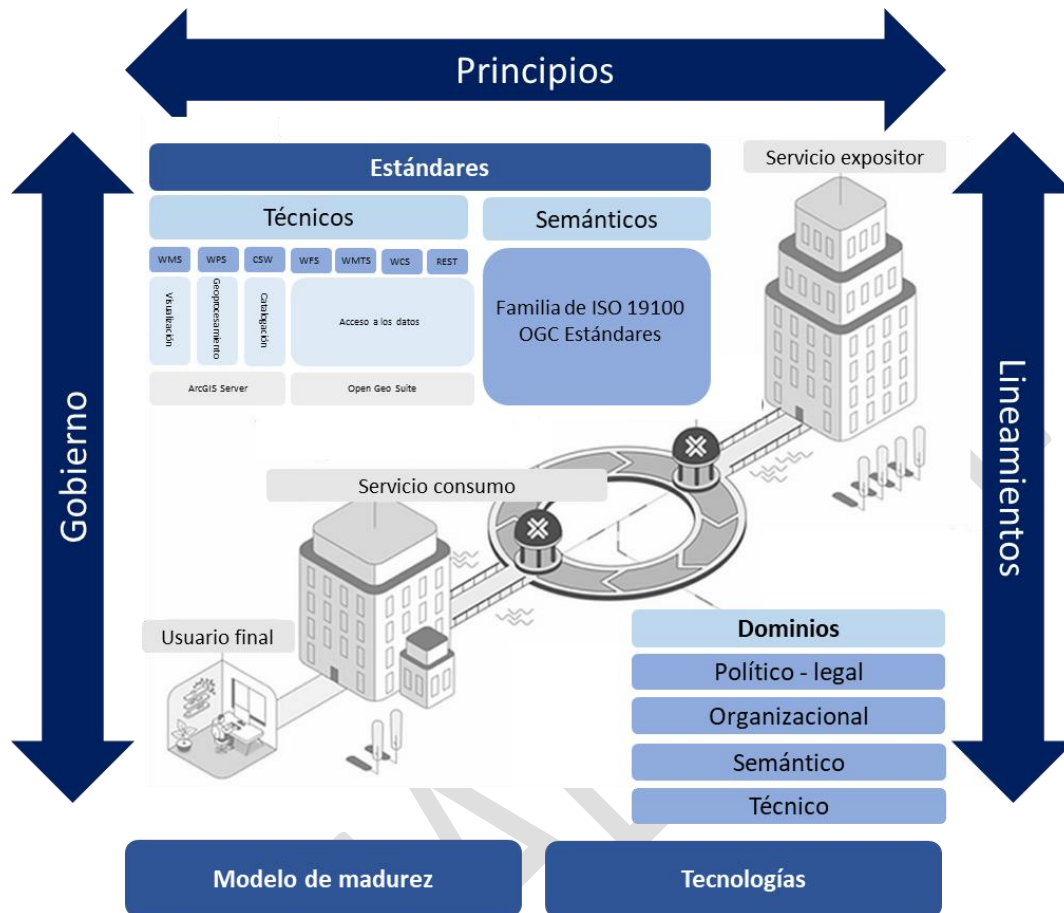 Principios
Gobierno
Lineamientos
Estándares
Técnicos
Semánticos
WMS
WPS
CSW
WFS
WMTS
WCS
REST
Visualización
Geoprocesamiento
Catalogación
Acceso a los datos
ArcGIS Server
Open Geo Suite
Familia de ISO 19100
OGC Estándares
Servicio expositor
Servicio consumo
Usuario final
Dominios
Político - legal
Organizacional
Semántico
Técnico
Modelo de madurez
Tecnologías